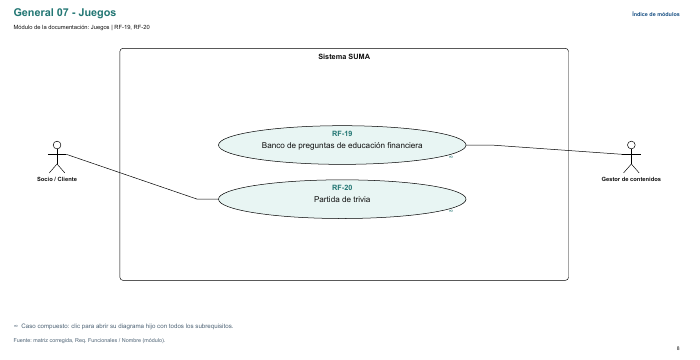 General 07 - Juegos
Índice de módulos
Módulo de la documentación: Juegos | RF-19, RF-20
Sistema SUMA
RF-19
Banco de preguntas de educación financiera
∞
Socio / Cliente
Gestor de contenidos
RF-20
Partida de trivia
∞
∞ Caso compuesto: clic para abrir su diagrama hijo con todos los subrequisitos.
Fuente: matriz corregida, Req. Funcionales / Nombre (módulo).